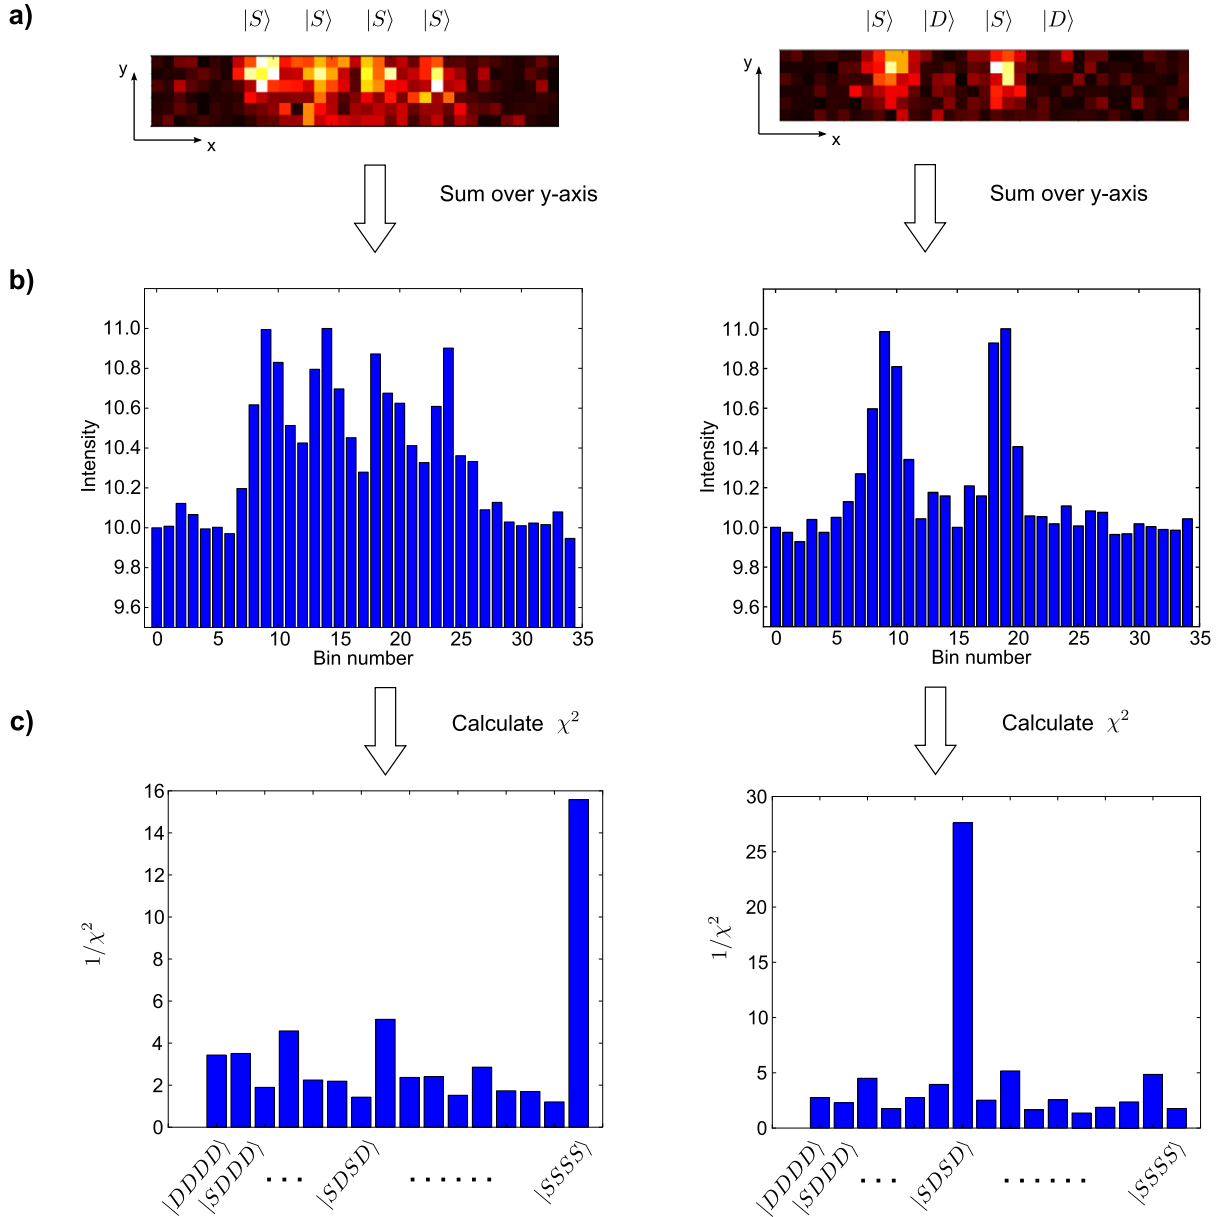 a)
|S⟩ |S⟩ |S⟩ |S⟩
|S⟩ |D⟩ |S⟩ |D⟩
y
x
y
x
Sum over y-axis
Sum over y-axis
b)
11.0
10.8
10.6
10.4
10.2
10.0
9.8
9.6
Intensity
0 5 10 15 20 25 30 35
Bin number
11.0
10.8
10.6
10.4
10.2
10.0
9.8
9.6
Intensity
0 5 10 15 20 25 30 35
Bin number
c)
Calculate χ²
Calculate χ²
16
14
12
10
8
6
4
2
0
1/χ²
|DDDD⟩ |SDDD⟩ ··· |SDSD⟩ ······ |SSSS⟩
30
25
20
15
10
5
0
1/χ²
|DDDD⟩ |SDDD⟩ ··· |SDSD⟩ ······ |SSSS⟩